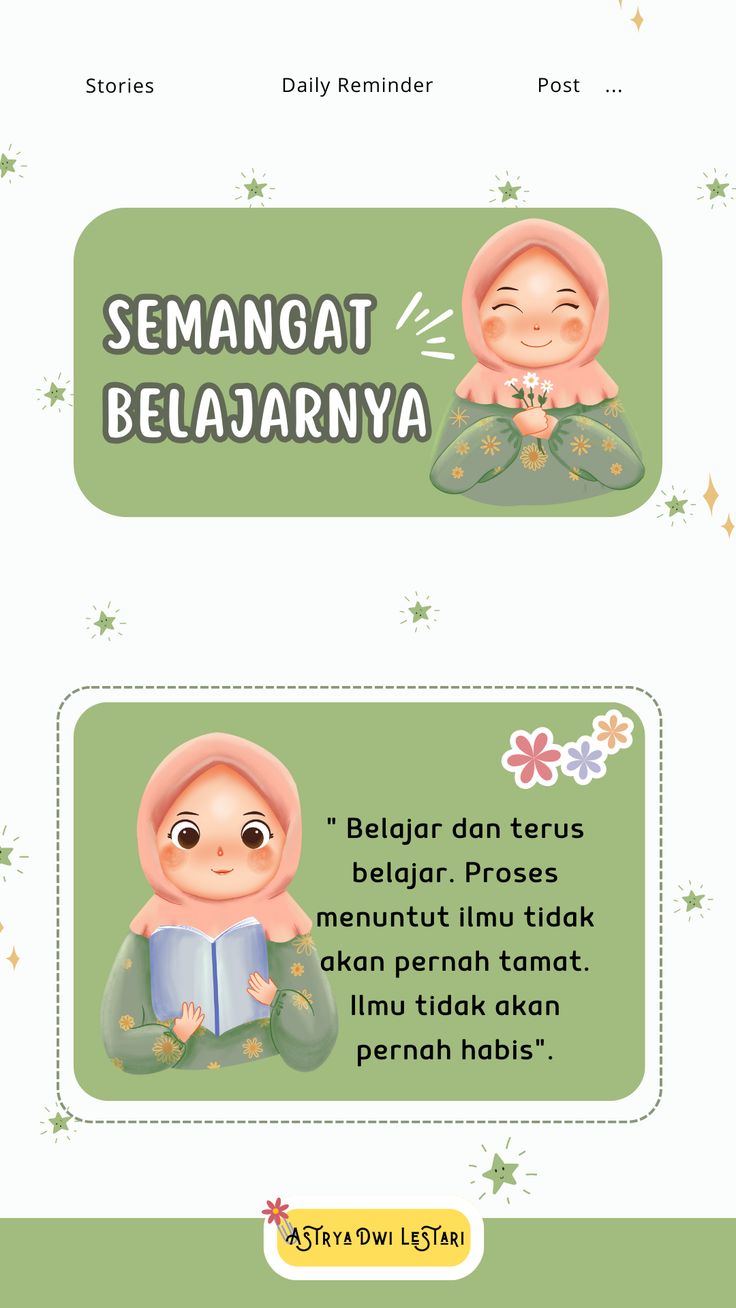 Stories Daily Reminder Post ...
SEMANGAT
BELAJARNYA
" Belajar dan terus
belajar. Proses
menuntut ilmu tidak
akan pernah tamat.
Ilmu tidak akan
pernah habis".
ASTRYA DWI LESTARI